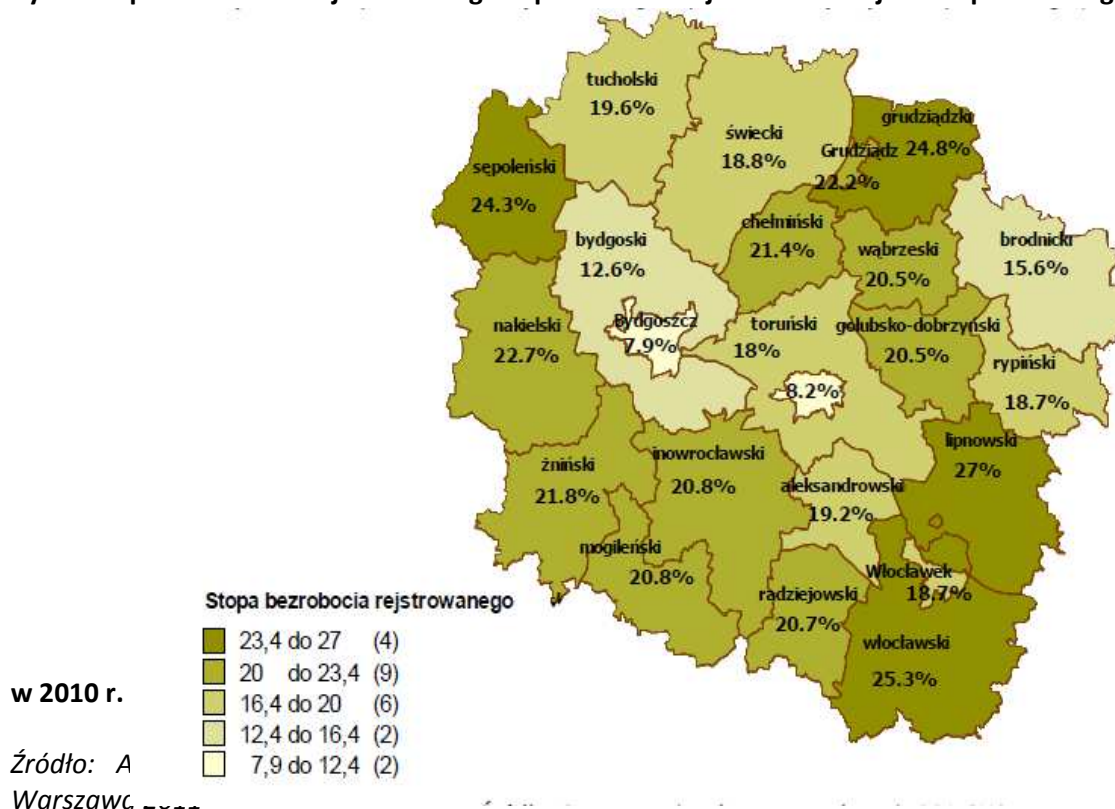 tucholski
19.6%
świecki
18.8%
grudziądzki
24.8%
Grudziądz
22.2%
sępoleński
24.3%
chełmiński
21.4%
bydgoski
12.6%
wąbrzeski
20.5%
brodnicki
15.6%
Bydgoszcz
7.9%
toruński
18%
golubsko-dobrzyński
20.5%
nakielski
22.7%
8.2%
rypiński
18.7%
lipnowski
27%
żniński
21.8%
inowrocławski
20.8%
aleksandrowski
19.2%
mogileński
20.8%
Włocławek
18.7%
radziejowski
20.7%
włocławski
25.3%
Stopa bezrobocia rejstrowanego
23,4 do 27 (4)
20 do 23,4 (9)
16,4 do 20 (6)
12,4 do 16,4 (2)
7,9 do 12,4 (2)
w 2010 r.
Źródło: A